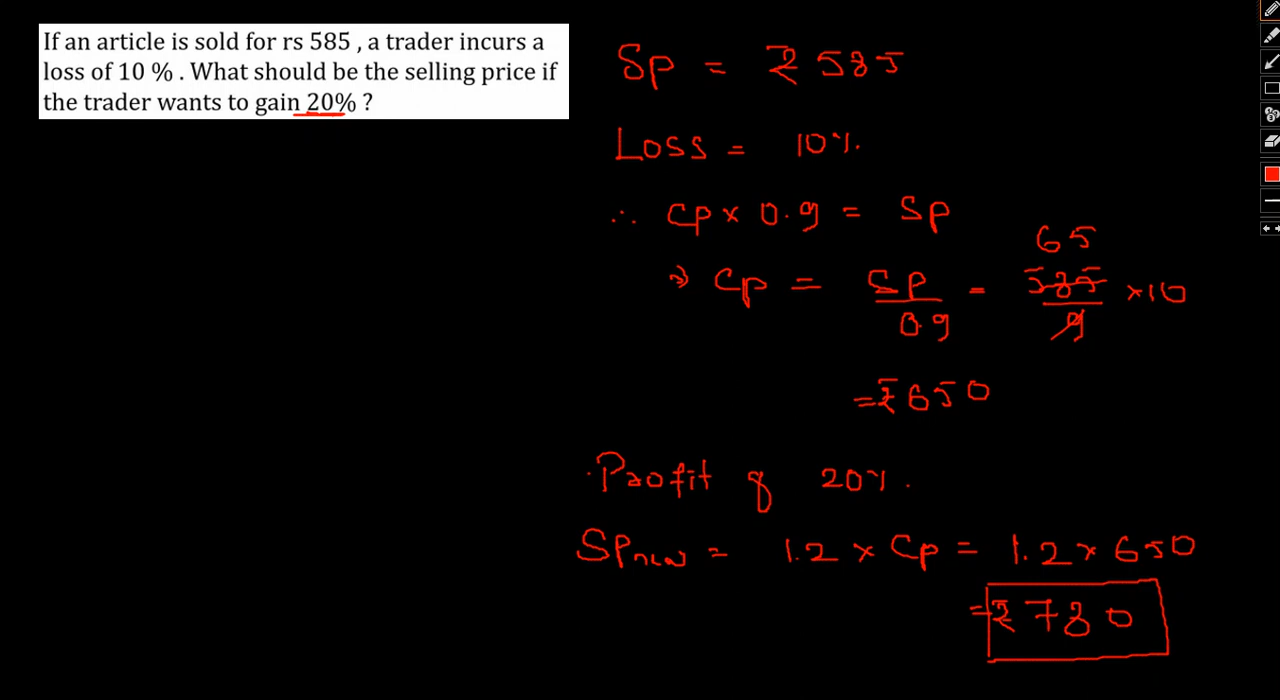 If an article is sold for rs 585 , a trader incurs a
loss of 10 % . What should be the selling price if
the trader wants to gain 20% ?
Sp = ₹ 585
Loss = 10%.
∴ Cp × 0.9 = Sp
⇒ Cp = Sp/0.9 = 585/9 × 10
65
= ₹ 650
Profit of 20%.
SPnew = 1.2 × Cp = 1.2 × 650
= ₹ 780